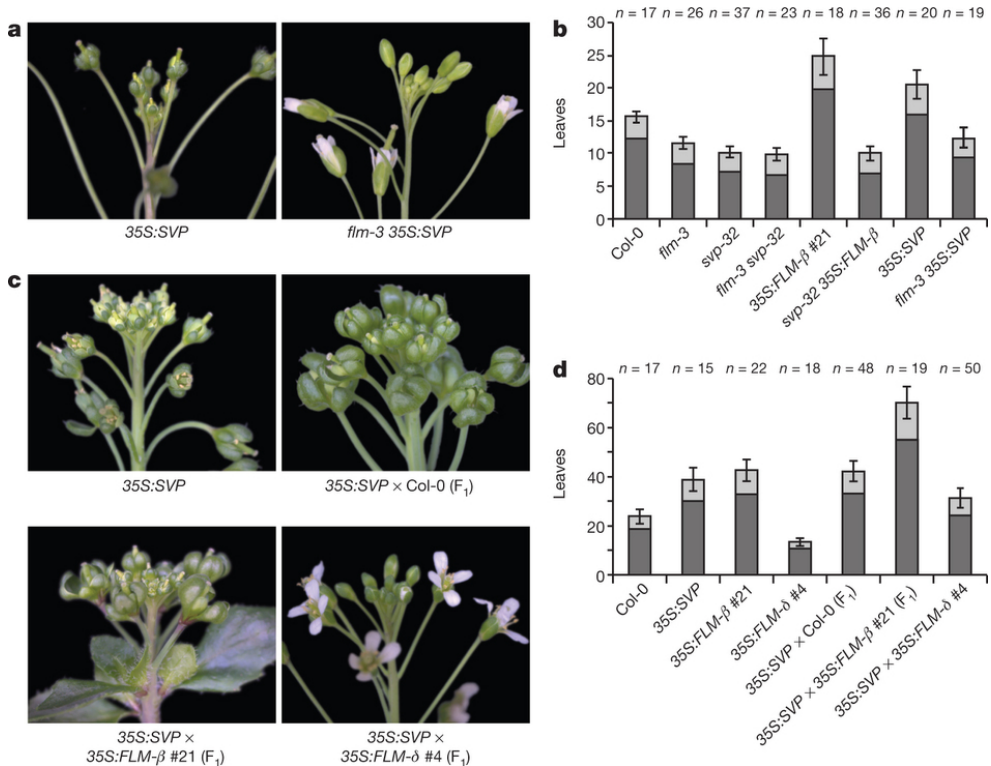 a
35S:SVP
flm-3 35S:SVP
b
n = 17 n = 26 n = 37 n = 23 n = 18 n = 36 n = 20 n = 19
Leaves
30
25
20
15
10
5
0
Col-0
flm-3
svp-32
flm-3 svp-32
35S:FLM-β #21
svp-32 35S:FLM-β
35S:SVP
flm-3 35S:SVP
c
35S:SVP
35S:SVP × Col-0 (F₁)
35S:SVP ×
35S:FLM-β #21 (F₁)
35S:SVP ×
35S:FLM-δ #4 (F₁)
d
n = 17 n = 15 n = 22 n = 18 n = 48 n = 19 n = 50
Leaves
80
60
40
20
0
Col-0
35S:SVP
35S:FLM-β #21
35S:FLM-δ #4
35S:SVP × Col-0 (F₁)
35S:SVP × 35S:FLM-β #21 (F₁)
35S:SVP × 35S:FLM-δ #4